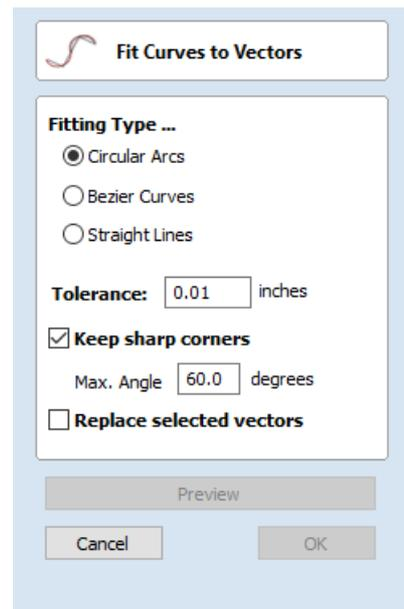 Fit Curves to Vectors
Fitting Type ...
Circular Arcs
Bezier Curves
Straight Lines
Tolerance: 0.01 inches
Keep sharp corners
Max. Angle 60.0 degrees
Replace selected vectors
Preview
Cancel OK